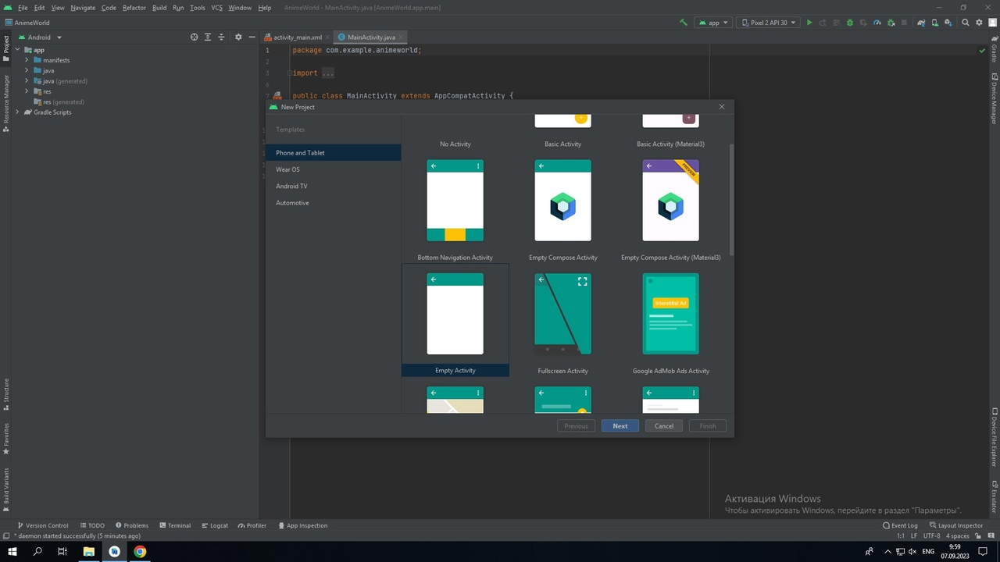 File Edit View Navigate Code Refactor Build Run Tools VCS Window Help AnimeWorld - MainActivity.java [AnimeWorld.app.main]
AnimeWorld app Pixel 2 API 30
Android activity_main.xml MainActivity.java
Project
Resource Manager
Structure
Favorites
Build Variants
app
manifests
java
java (generated)
res
res (generated)
Gradle Scripts
1 package com.example.animeworld;
2
3 import ...
6
7 public class MainActivity extends AppCompatActivity {
New Project
Templates
Phone and Tablet
Wear OS
Android TV
Automotive
No Activity Basic Activity Basic Activity (Material3)
PREVIEW
Bottom Navigation Activity Empty Compose Activity Empty Compose Activity (Material3)
Interstitial Ad
Empty Activity Fullscreen Activity Google AdMob Ads Activity
Previous Next Cancel Finish
Gradle
Device Manager
Device File Explorer
Emulator
Активация Windows
Чтобы активировать Windows, перейдите в раздел "Параметры".
Version Control TODO Problems Terminal Logcat Profiler App Inspection Event Log Layout Inspector
* daemon started successfully (5 minutes ago) 1:1 LF UTF-8 4 spaces
ENG 9:59
07.09.2023